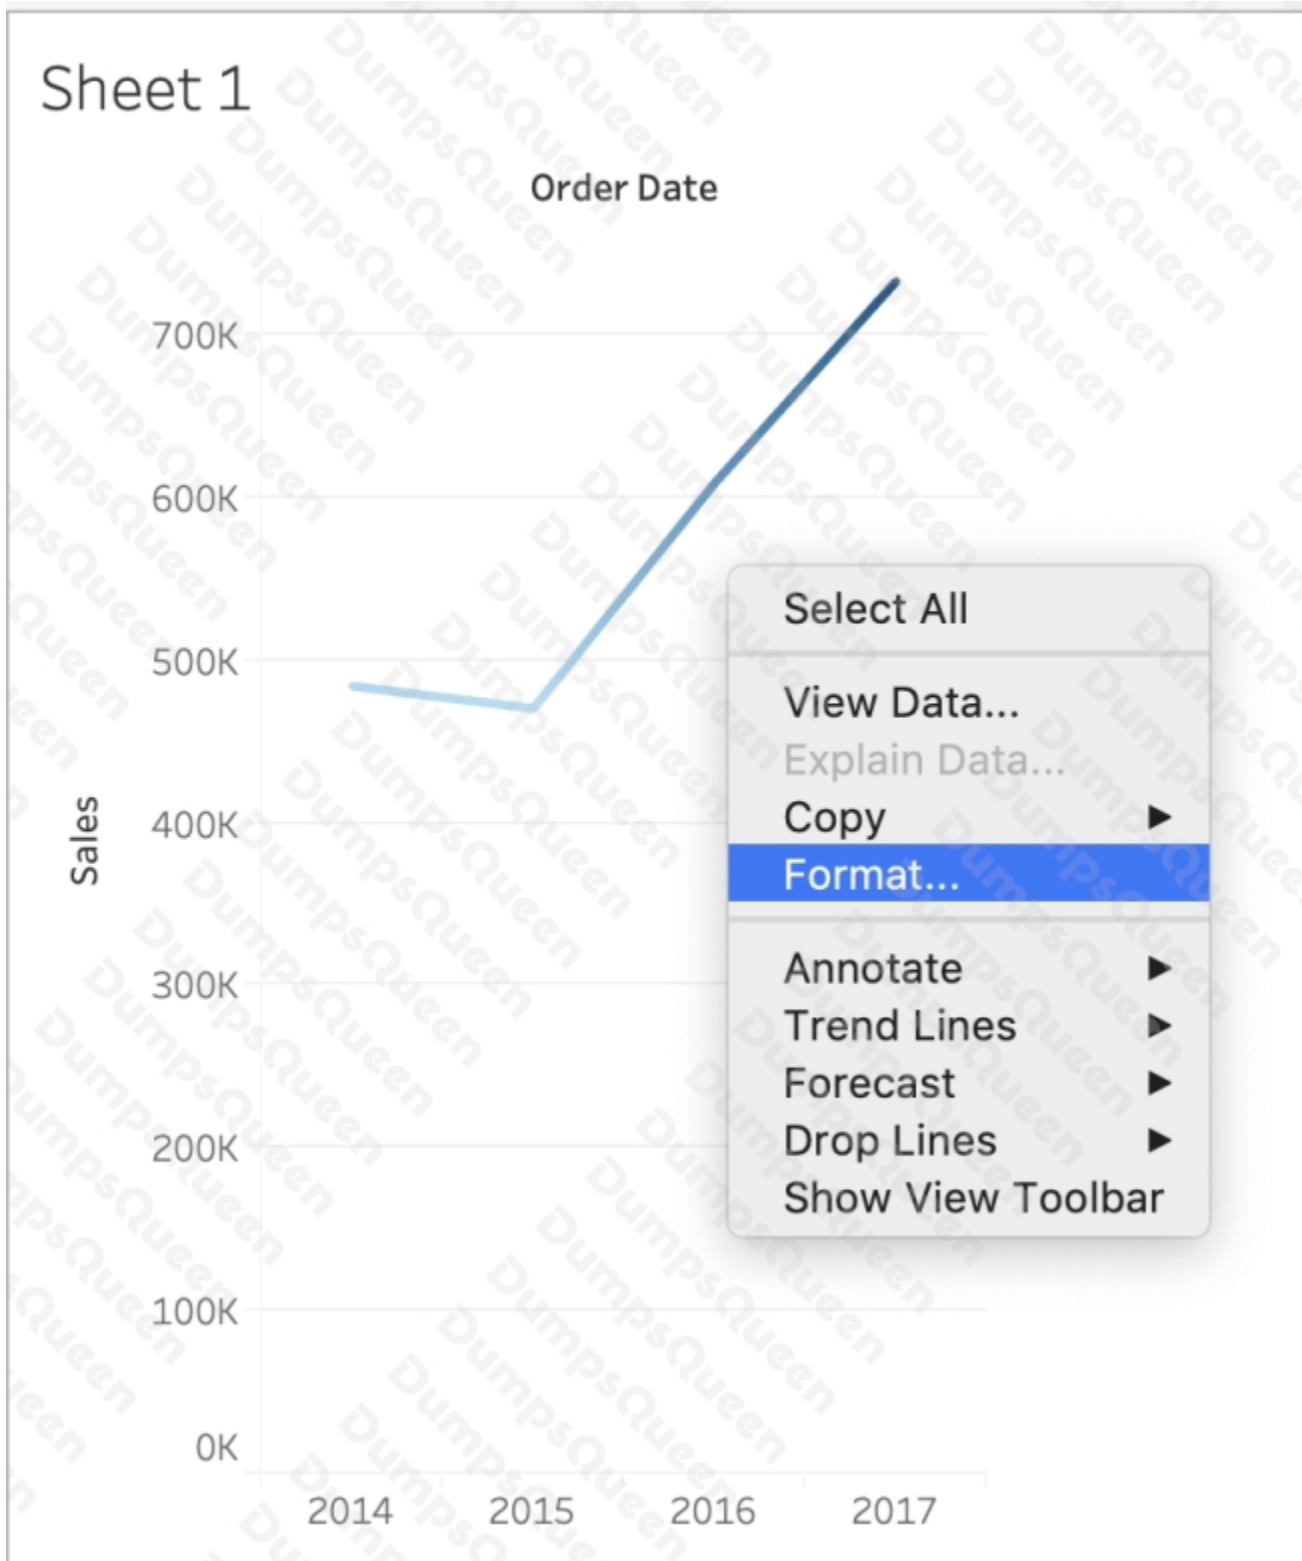 Sheet 1
Order Date
700K
600K
500K
400K
300K
200K
100K
0K
Sales
2014 2015 2016 2017
Select All
View Data...
Explain Data...
Copy
Format...
Annotate
Trend Lines
Forecast
Drop Lines
Show View Toolbar
DumpsQueen